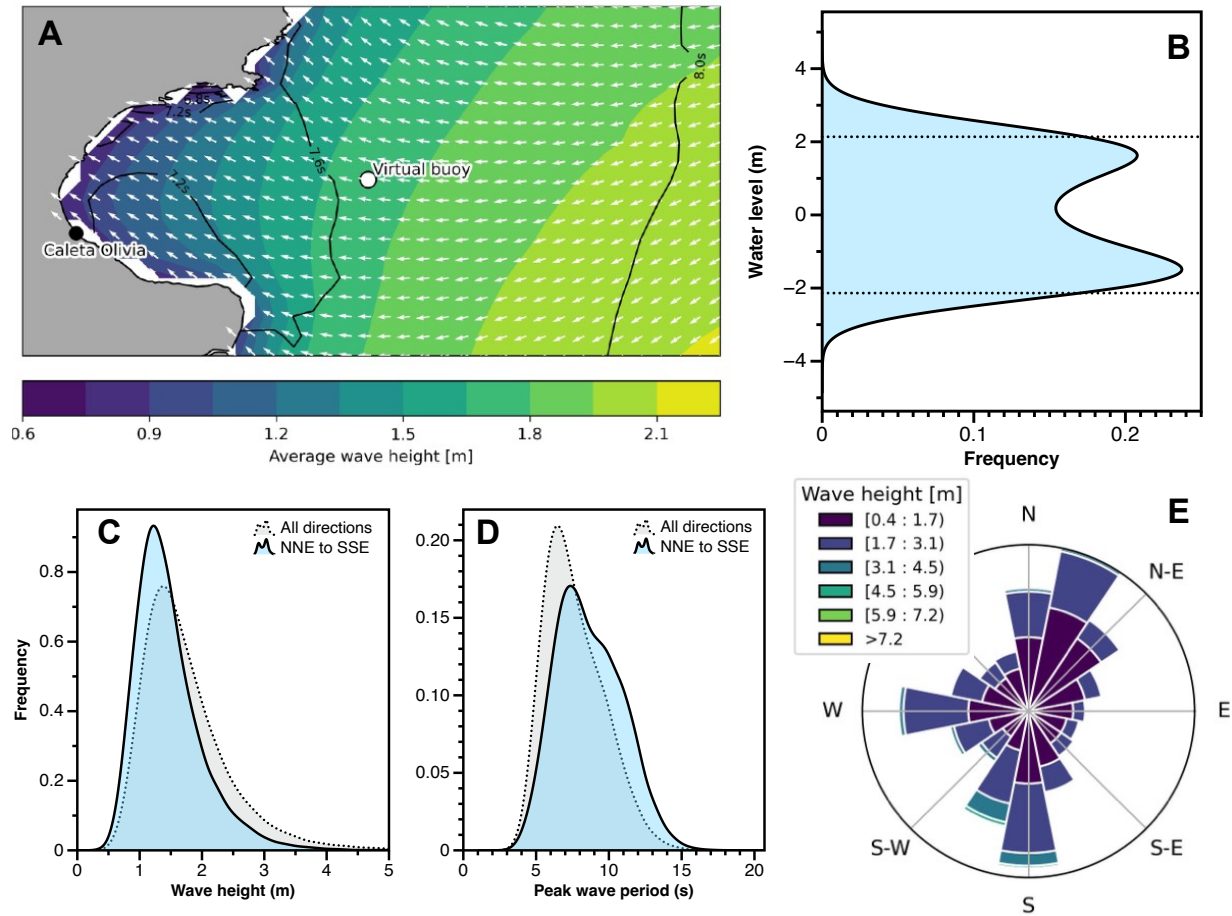 A
6.8s
7.2s
7.2s
7.6s
8.0s
Virtual buoy
Caleta Olivia
0.6 0.9 1.2 1.5 1.8 2.1
Average wave height [m]
B
Water level (m)
4
2
0
−2
−4
0 0.1 0.2
Frequency
C
All directions
NNE to SSE
Frequency
0.8
0.6
0.4
0.2
0
0 1 2 3 4 5
Wave height (m)
D
All directions
NNE to SSE
0.20
0.15
0.10
0.05
0
0 5 10 15 20
Peak wave period (s)
E
Wave height [m]
[0.4 : 1.7)
[1.7 : 3.1)
[3.1 : 4.5)
[4.5 : 5.9)
[5.9 : 7.2)
>7.2
N
N-E
E
S-E
S
S-W
W